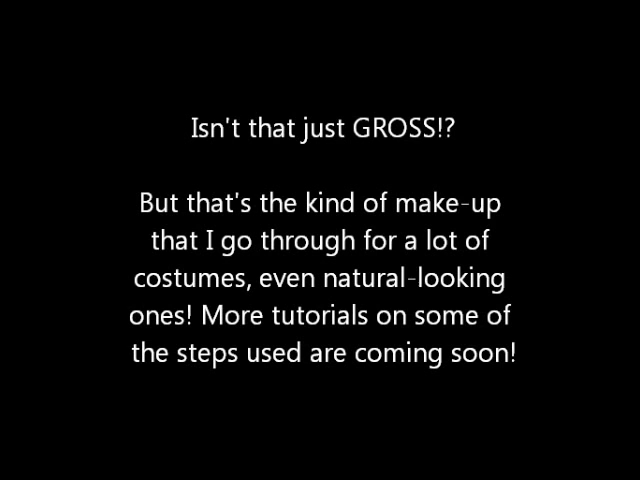 Isn't that just GROSS!?
But that's the kind of make-up
that I go through for a lot of
costumes, even natural-looking
ones! More tutorials on some of
the steps used are coming soon!